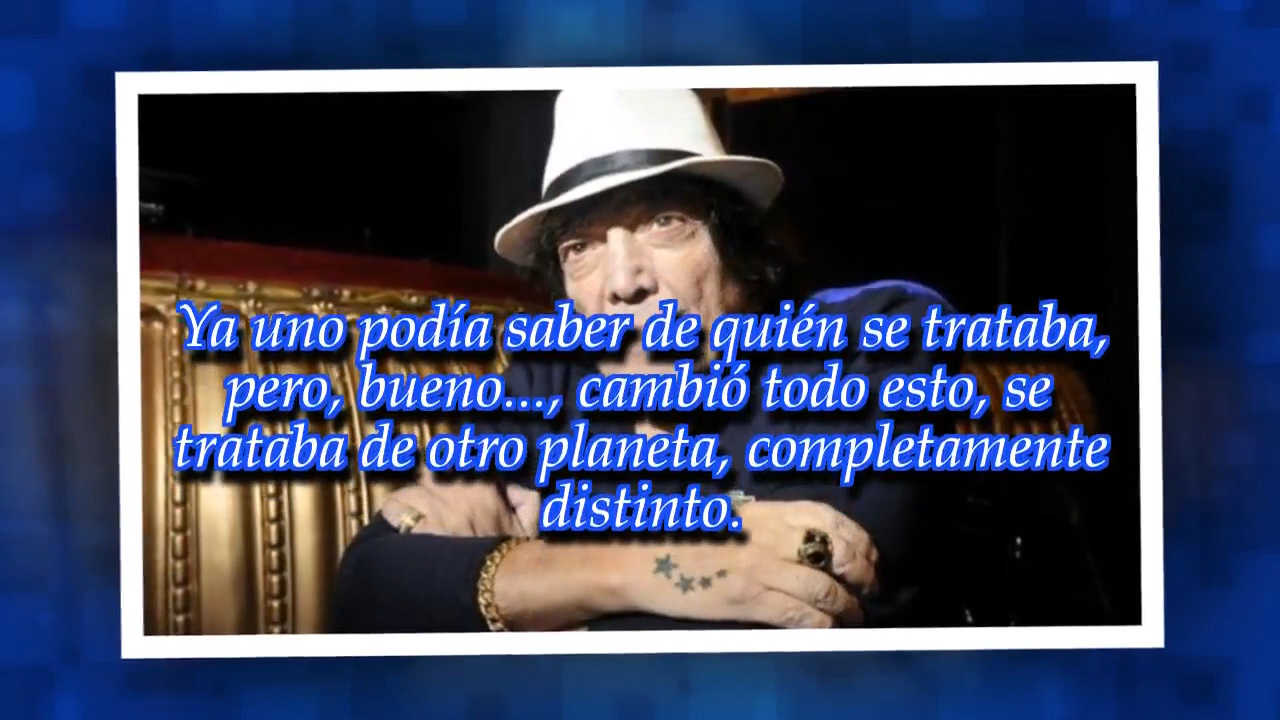 Ya uno podía saber de quién se trataba,
pero, bueno..., cambió todo esto, se
trataba de otro planeta, completamente
distinto.